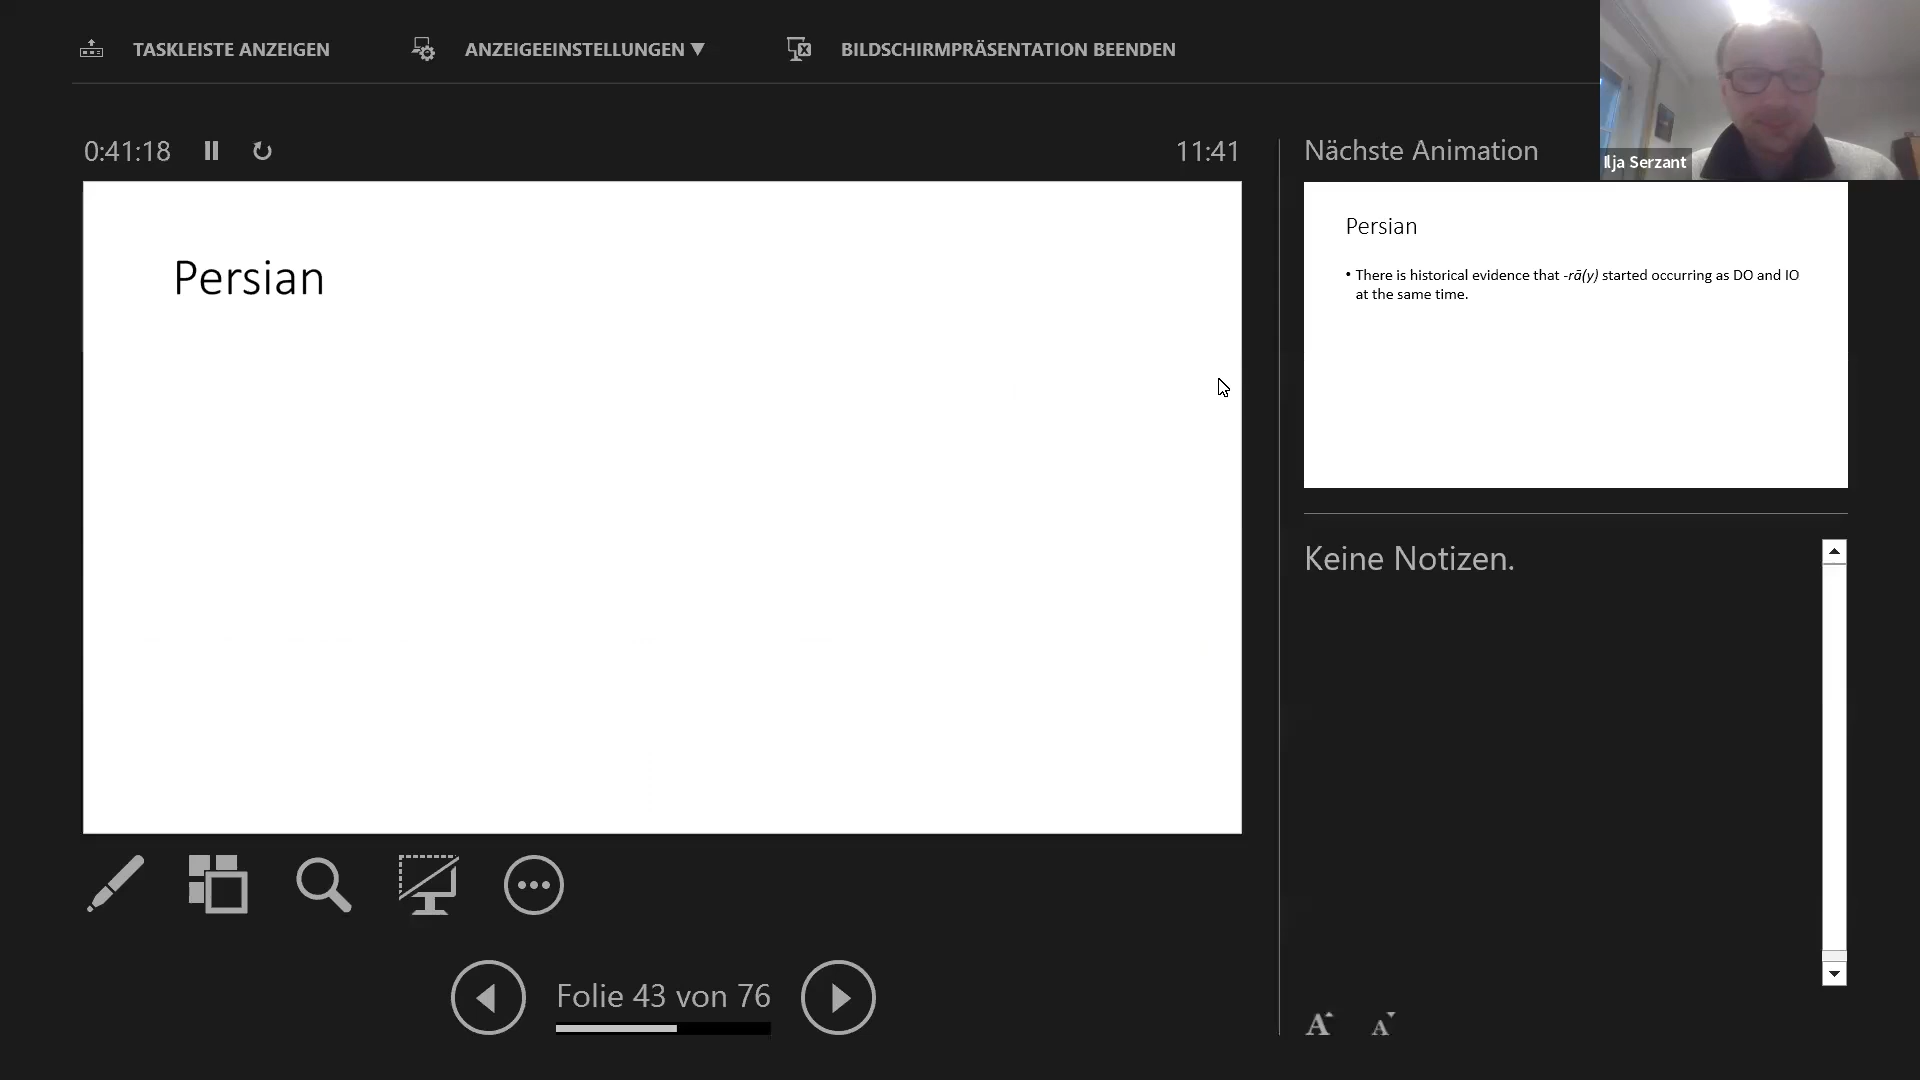 TASKLEISTE ANZEIGEN
ANZEIGEEINSTELLUNGEN ▼
BILDSCHIRMPRÄSENTATION BEENDEN
Ilja Serzant
0:41:18
11:41
Nächste Animation
Persian
Persian
• There is historical evidence that -rā(y) started occurring as DO and IO
at the same time.
Keine Notizen.
Folie 43 von 76
A
A